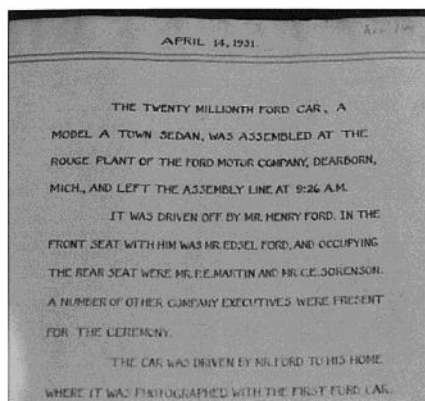 APRIL 14, 1931
THE TWENTY MILLIONTH FORD CAR, A
MODEL A TOWN SEDAN, WAS ASSEMBLED AT THE
ROUGE PLANT OF THE FORD MOTOR COMPANY, DEARBORN,
MICH., AND LEFT THE ASSEMBLY LINE AT 9:26 A.M.
IT WAS DRIVEN OFF BY MR. HENRY FORD. IN THE
FRONT SEAT WITH HIM WAS MR. EDSEL FORD, AND OCCUPYING
THE REAR SEAT WERE MR. P.E. MARTIN AND MR. C.E. SORENSON.
A NUMBER OF OTHER COMPANY EXECUTIVES WERE PRESENT
FOR THE CEREMONY.
THE CAR WAS DRIVEN BY MR. FORD TO HIS HOME
WHERE IT WAS PHOTOGRAPHED WITH THE FIRST FORD CAR.